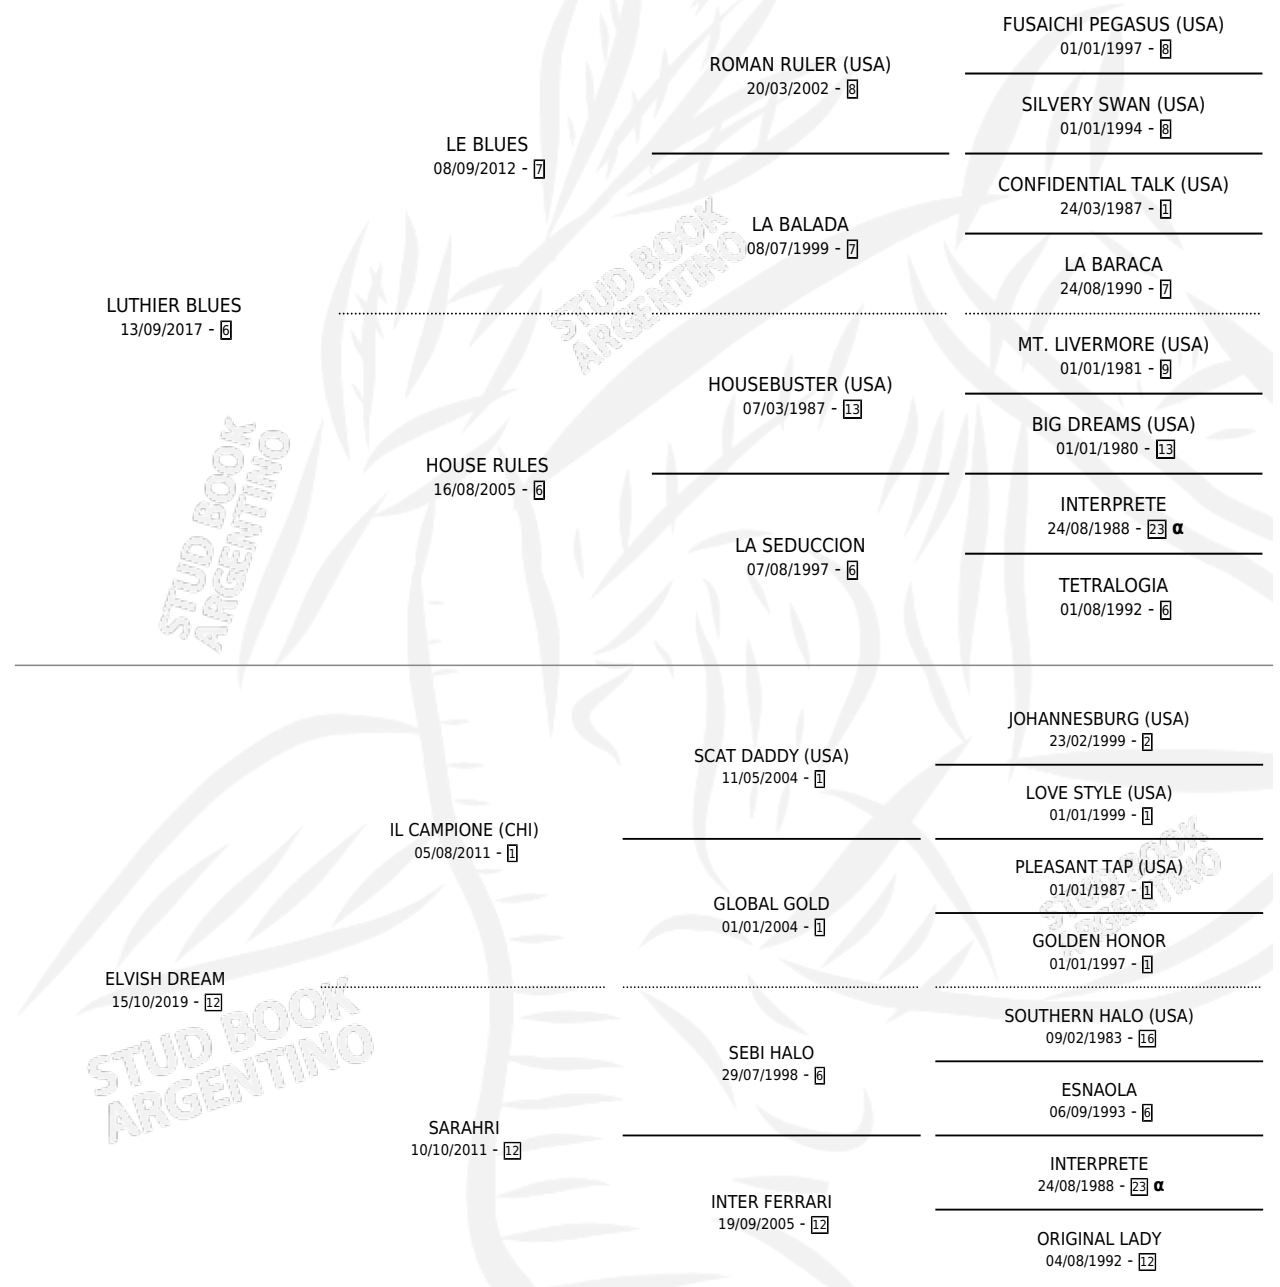 FUSAICHI PEGASUS (USA)
01/01/1997 - 8
ROMAN RULER (USA)
20/03/2002 - 8
SILVERY SWAN (USA)
01/01/1994 - 8
LE BLUES
08/09/2012 - 7
CONFIDENTIAL TALK (USA)
24/03/1987 - 1
LA BALADA
08/07/1999 - 7
LA BARACA
24/08/1990 - 7
STUD BOOK
ARGENTINO
LUTHIER BLUES
13/09/2017 - 6
MT. LIVERMORE (USA)
01/01/1981 - 9
HOUSEBUSTER (USA)
07/03/1987 - 13
BIG DREAMS (USA)
01/01/1980 - 13
HOUSE RULES
16/08/2005 - 6
INTERPRETE
24/08/1988 - 23 α
LA SEDUCCION
07/08/1997 - 6
TETRALOGIA
01/08/1992 - 6
STUD BOOK
ARGENTINO
JOHANNESBURG (USA)
23/02/1999 - 2
SCAT DADDY (USA)
11/05/2004 - 1
LOVE STYLE (USA)
01/01/1999 - 1
IL CAMPIONE (CHI)
05/08/2011 - 1
PLEASANT TAP (USA)
01/01/1987 - 1
GLOBAL GOLD
01/01/2004 - 1
GOLDEN HONOR
01/01/1997 - 1
STUD BOOK
ARGENTINO
ELVISH DREAM
15/10/2019 - 12
SOUTHERN HALO (USA)
09/02/1983 - 16
SEBI HALO
29/07/1998 - 6
ESNAOLA
06/09/1993 - 6
SARAHRI
10/10/2011 - 12
INTERPRETE
24/08/1988 - 23 α
INTER FERRARI
19/09/2005 - 12
ORIGINAL LADY
04/08/1992 - 12
STUD BOOK
ARGENTINO